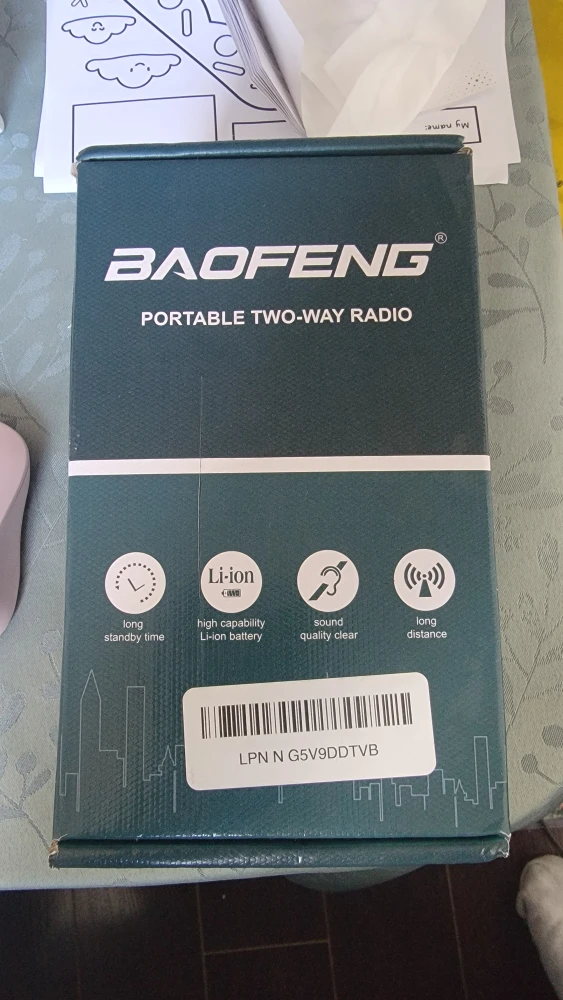 My name:
BAOFENG®
PORTABLE TWO-WAY RADIO
Li-ion
long
standby time
high capability
Li-ion battery
sound
quality clear
long
distance
LPN N G5V9DDTVB